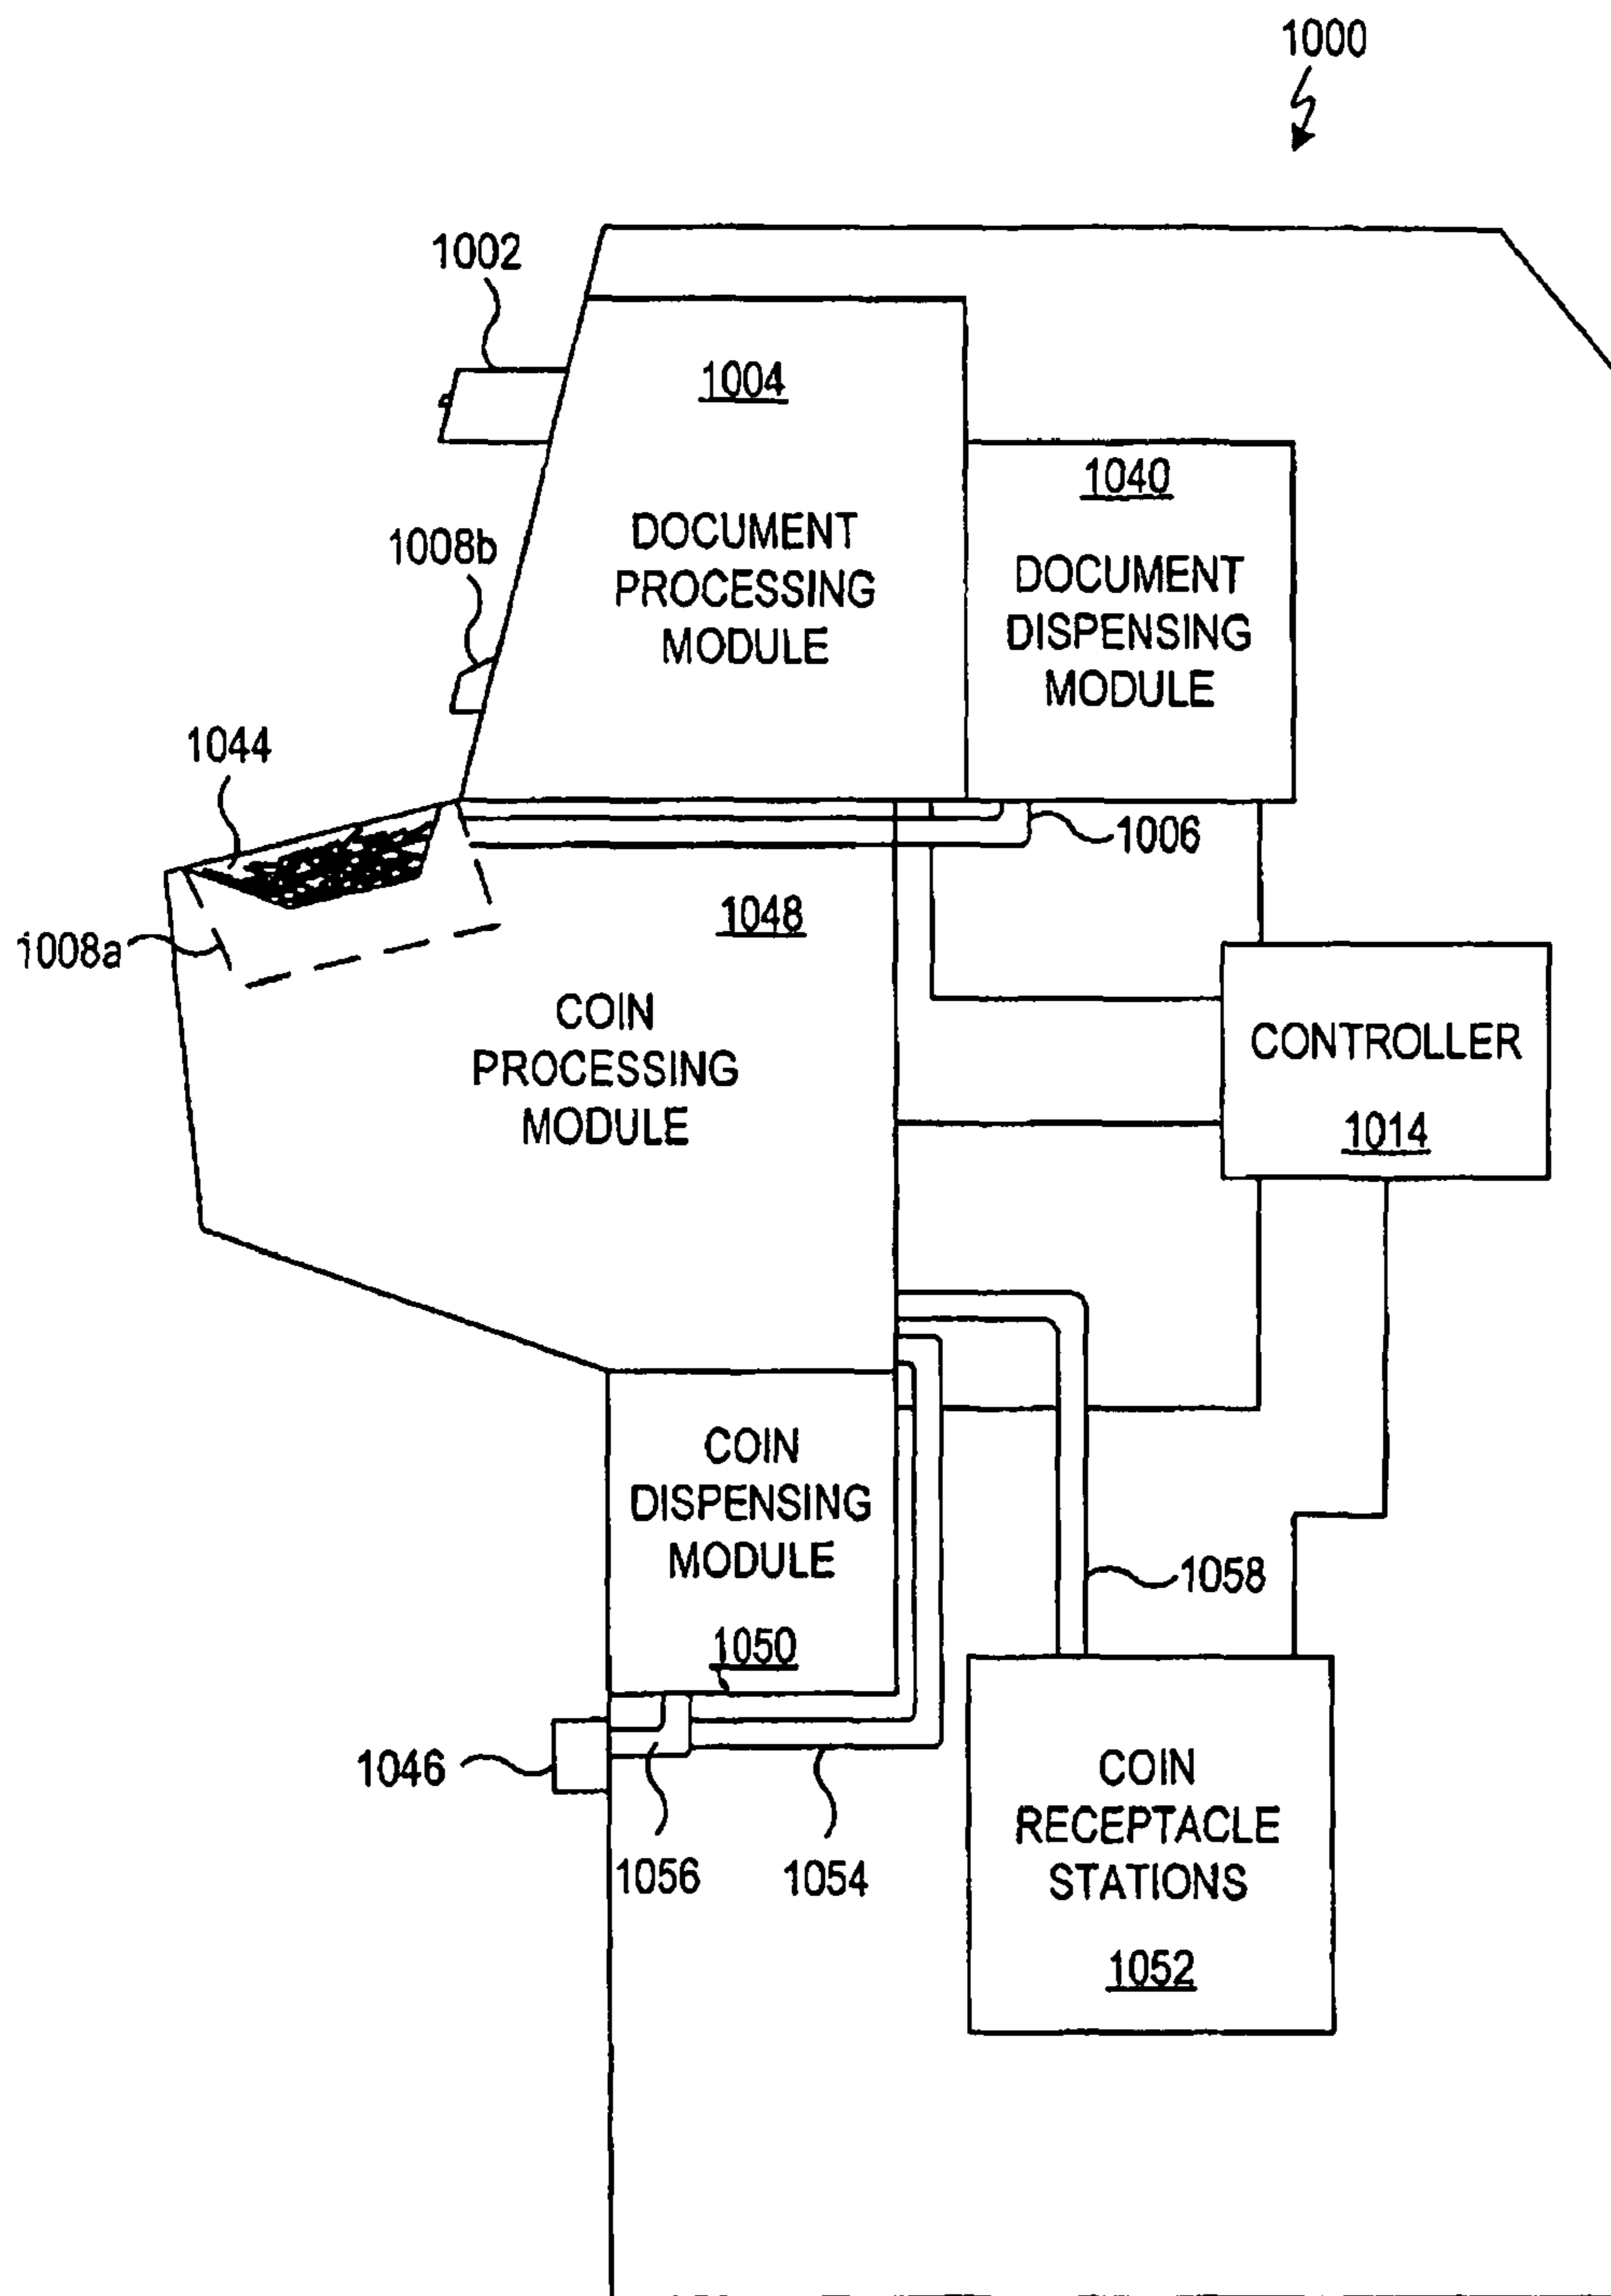 1000
1002
1004
DOCUMENT
PROCESSING
MODULE
1040
DOCUMENT
DISPENSING
MODULE
1008b
1044
1006
1008a
1048
COIN
PROCESSING
MODULE
CONTROLLER
1014
COIN
DISPENSING
MODULE
1050
1058
1046
1056
1054
COIN
RECEPTACLE
STATIONS
1052